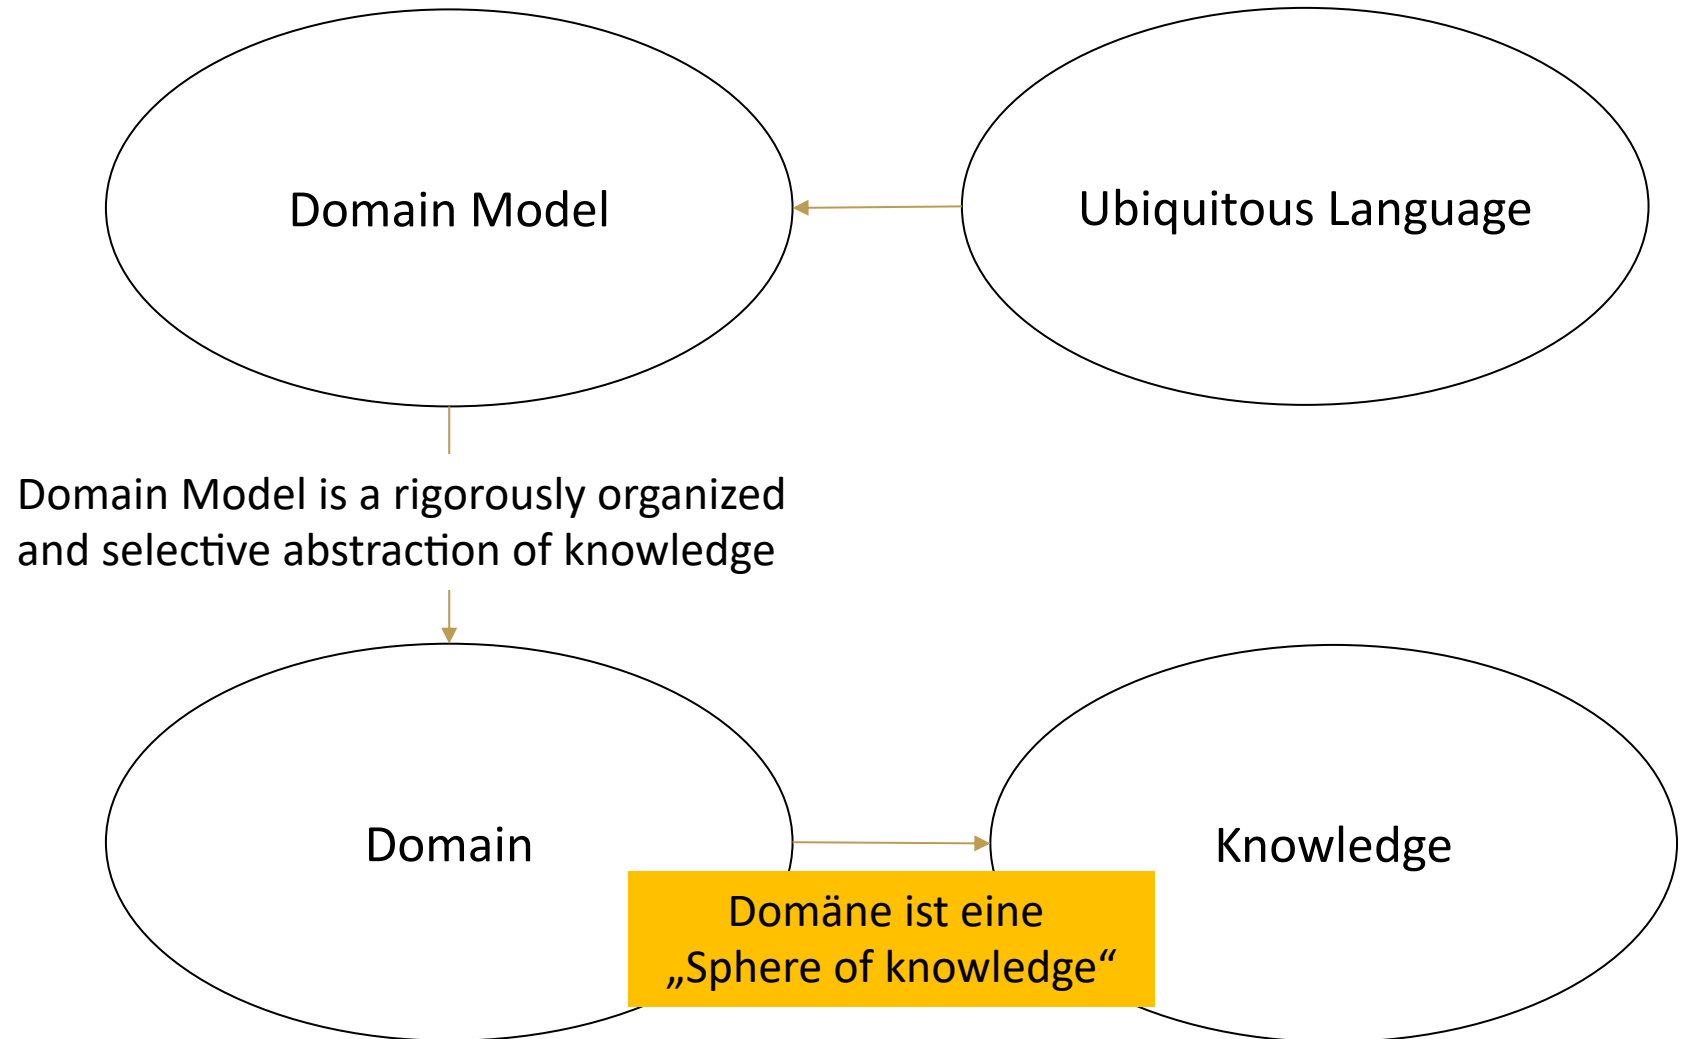 Domain Model
Ubiquitous Language
Domain Model is a rigorously organized
and selective abstraction of knowledge
Domain
Knowledge
Domäne ist eine
„Sphere of knowledge“